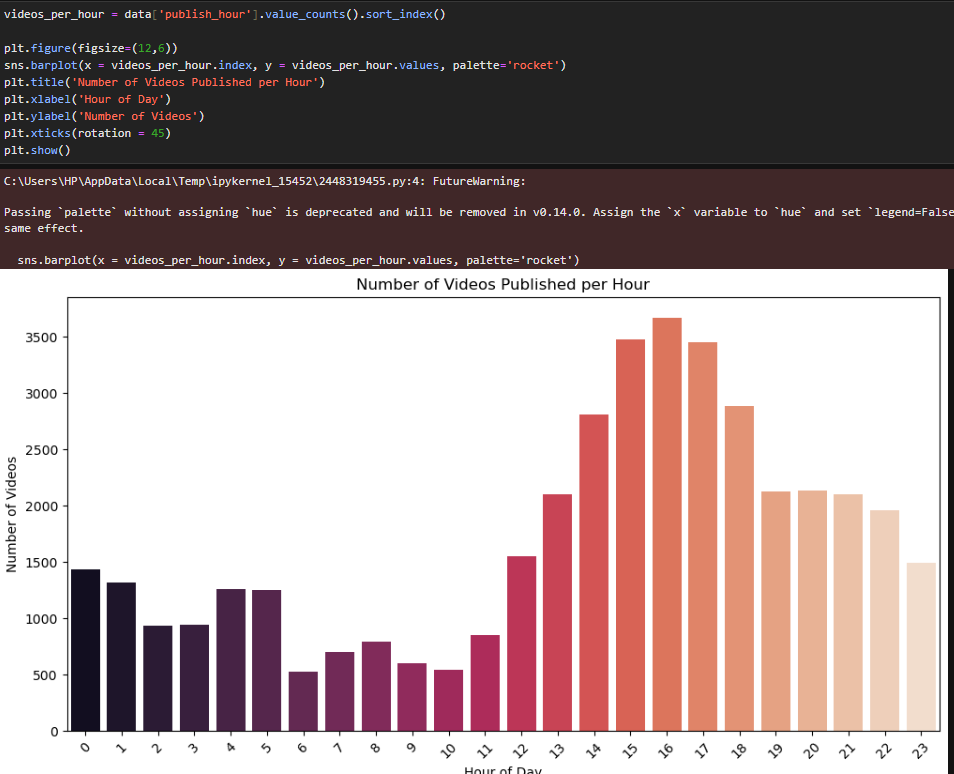 videos_per_hour = data['publish_hour'].value_counts().sort_index()
plt.figure(figsize=(12,6))
sns.barplot(x = videos_per_hour.index, y = videos_per_hour.values, palette='rocket')
plt.title('Number of Videos Published per Hour')
plt.xlabel('Hour of Day')
plt.ylabel('Number of Videos')
plt.xticks(rotation = 45)
plt.show()
C:\Users\HP\AppData\Local\Temp\ipykernel_15452\2448319455.py:4: FutureWarning:
Passing `palette` without assigning `hue` is deprecated and will be removed in v0.14.0. Assign the `x` variable to `hue` and set `legend=False
same effect.
sns.barplot(x = videos_per_hour.index, y = videos_per_hour.values, palette='rocket')
Number of Videos Published per Hour
Number of Videos
3500
3000
2500
2000
1500
1000
500
0
0 1 2 3 4 5 6 7 8 9 10 11 12 13 14 15 16 17 18 19 20 21 22 23
Hour of Day